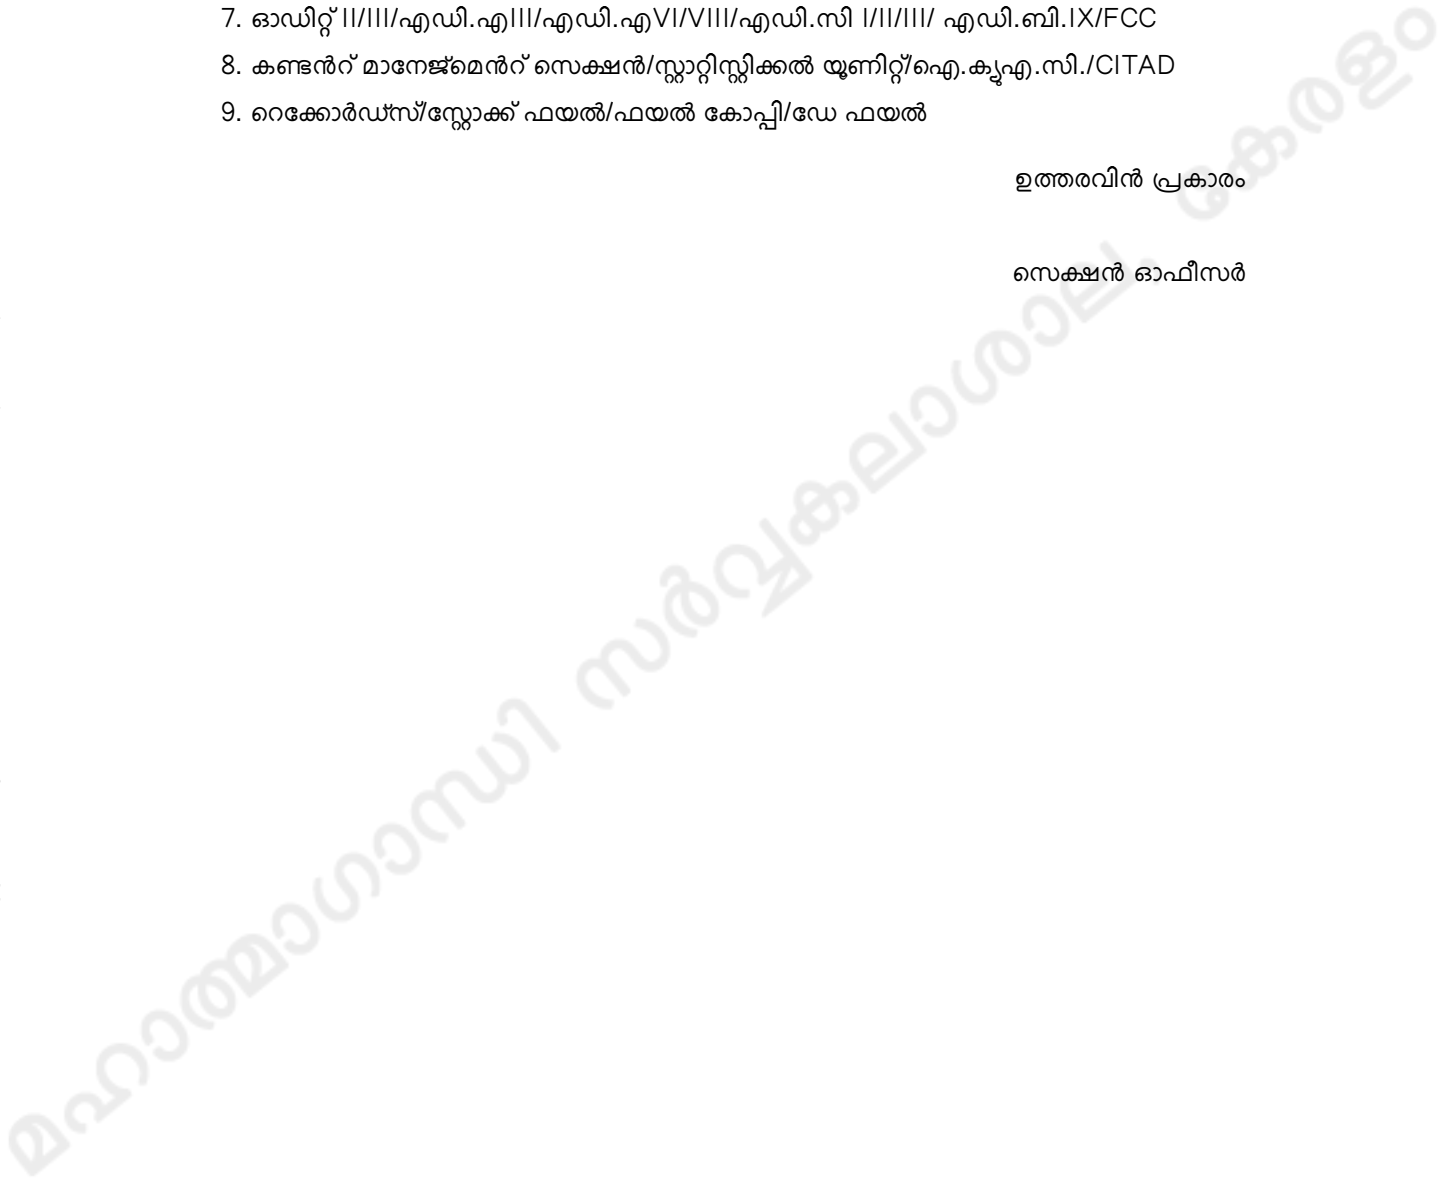 7. ഓഡിറ്റ് II/III/എഡി.എIII/എഡി.എVI/VIII/എഡി.സി I/II/III/ എഡി.ബി.IX/FCC
8. കണ്ടൻറ് മാനേജ്മെൻറ് സെക്ഷൻ/സ്റ്റാറ്റിസ്റ്റിക്കൽ യൂണിറ്റ്/ഐ.ക്യുഎ.സി./CITAD
9. റെക്കോർഡ്സ്/സ്റ്റോക്ക് ഫയൽ/ഫയൽ കോപ്പി/ഡേ ഫയൽ
ഉത്തരവിൻ പ്രകാരം
സെക്ഷൻ ഓഫീസർ
മഹാത്മാഗാന്ധി സർവ്വകലാശാല, കേരളം